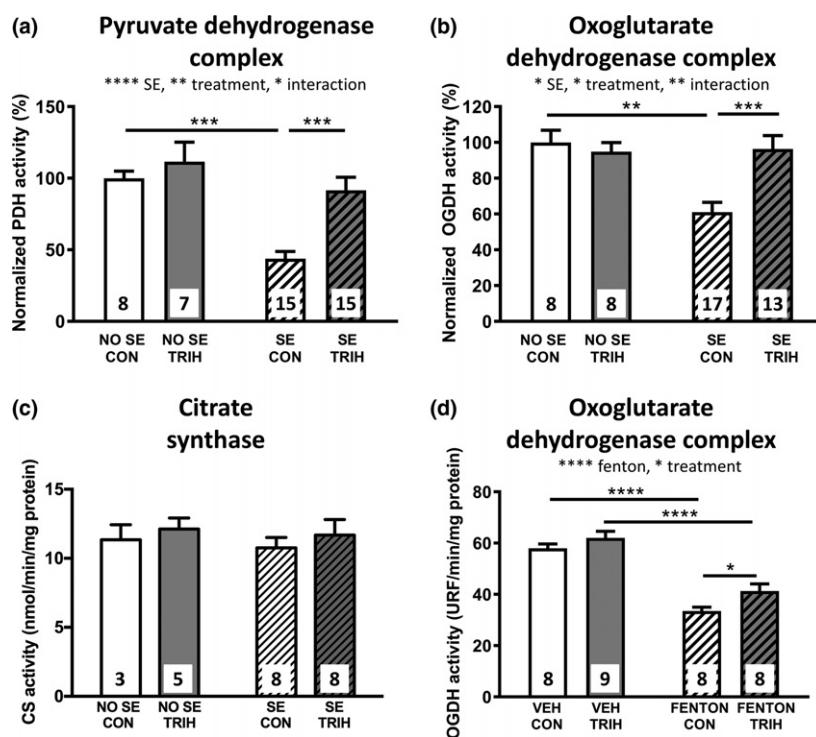 (a)
Pyruvate dehydrogenase
complex
**** SE, ** treatment, * interaction
Normalized PDH activity (%)
150
100
50
0
***
***
8
7
15
15
NO SE
CON
NO SE
TRIH
SE
CON
SE
TRIH
(b)
Oxoglutarate
dehydrogenase complex
* SE, * treatment, ** interaction
Normalized OGDH activity (%)
120
100
80
60
40
20
0
**
***
8
8
17
13
NO SE
CON
NO SE
TRIH
SE
CON
SE
TRIH
(c)
Citrate
synthase
CS activity (nmol/min/mg protein)
15
10
5
0
3
5
8
8
NO SE
CON
NO SE
TRIH
SE
CON
SE
TRIH
(d)
Oxoglutarate
dehydrogenase complex
**** fenton, * treatment
OGDH activity (URF/min/mg protein)
80
60
40
20
0
****
****
*
8
9
8
8
VEH
CON
VEH
TRIH
FENTON
CON
FENTON
TRIH